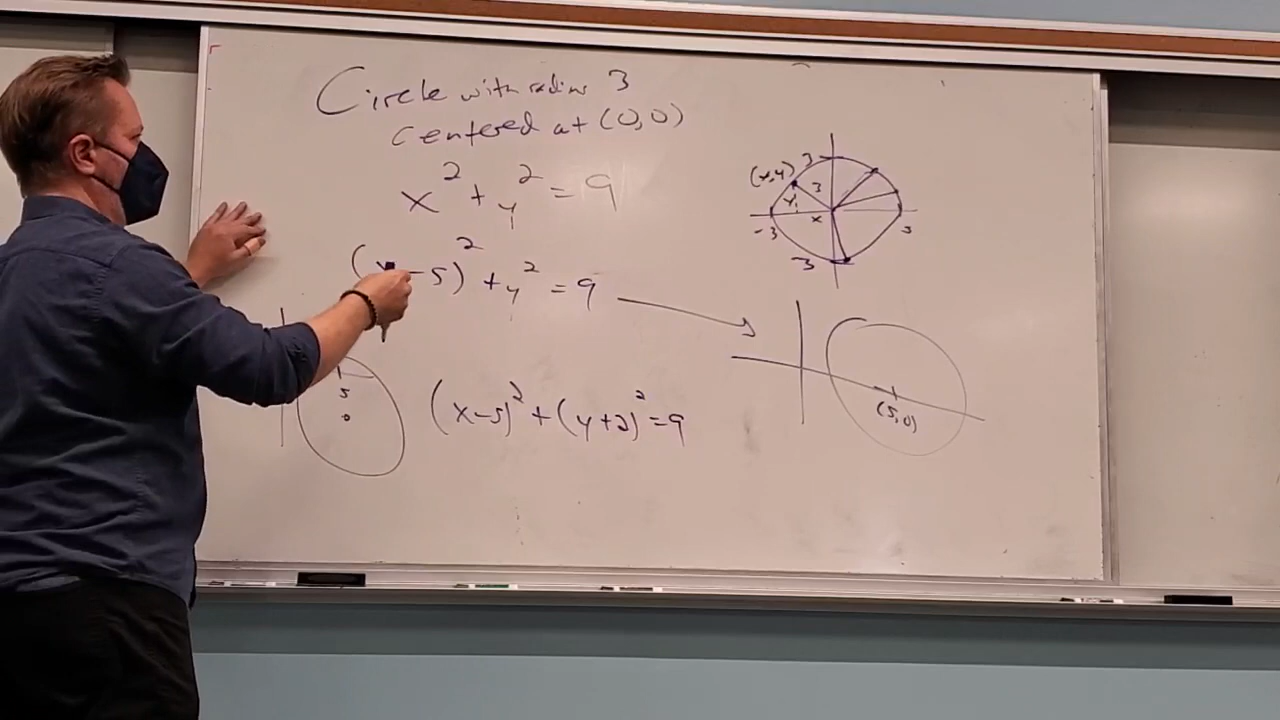 Circle with radius 3
centered at (0,0)
x² + y² = 9
(x-5)² + y² = 9
(x-5)² + (y+2)² = 9
5
(x,y) 3
3
y
x
-3 3
-3
(5,0)